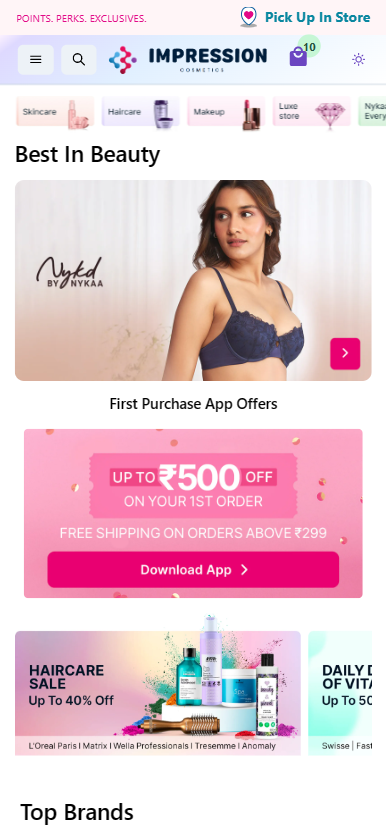 POINTS. PERKS. EXCLUSIVES.
Pick Up In Store
IMPRESSION
COSMETICS
10
Skincare
Haircare
Makeup
Luxe
store
Nykaa
Every
Best In Beauty
Nykd
BY NYKAA
First Purchase App Offers
UP TO ₹500 OFF
ON YOUR 1ST ORDER
FREE SHIPPING ON ORDERS ABOVE ₹299
Download App
HAIRCARE
SALE
Up To 40% Off
L'Oreal Paris I Matrix I Wella Professionals I Tresemme I Anomaly
DAILY D
OF VITA
Up To 50
Swisse | Fast
Top Brands